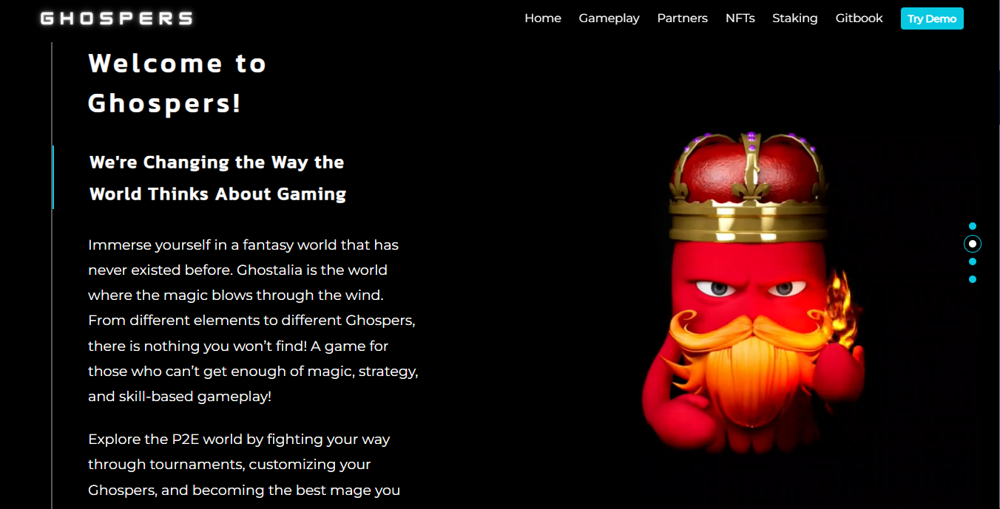 GHOSPERS
Home Gameplay Partners NFTs Staking Gitbook Try Demo
Welcome to
Ghospers!
We're Changing the Way the
World Thinks About Gaming
Immerse yourself in a fantasy world that has
never existed before. Ghostalia is the world
where the magic blows through the wind.
From different elements to different Ghospers,
there is nothing you won’t find! A game for
those who can’t get enough of magic, strategy,
and skill-based gameplay!
Explore the P2E world by fighting your way
through tournaments, customizing your
Ghospers, and becoming the best mage you